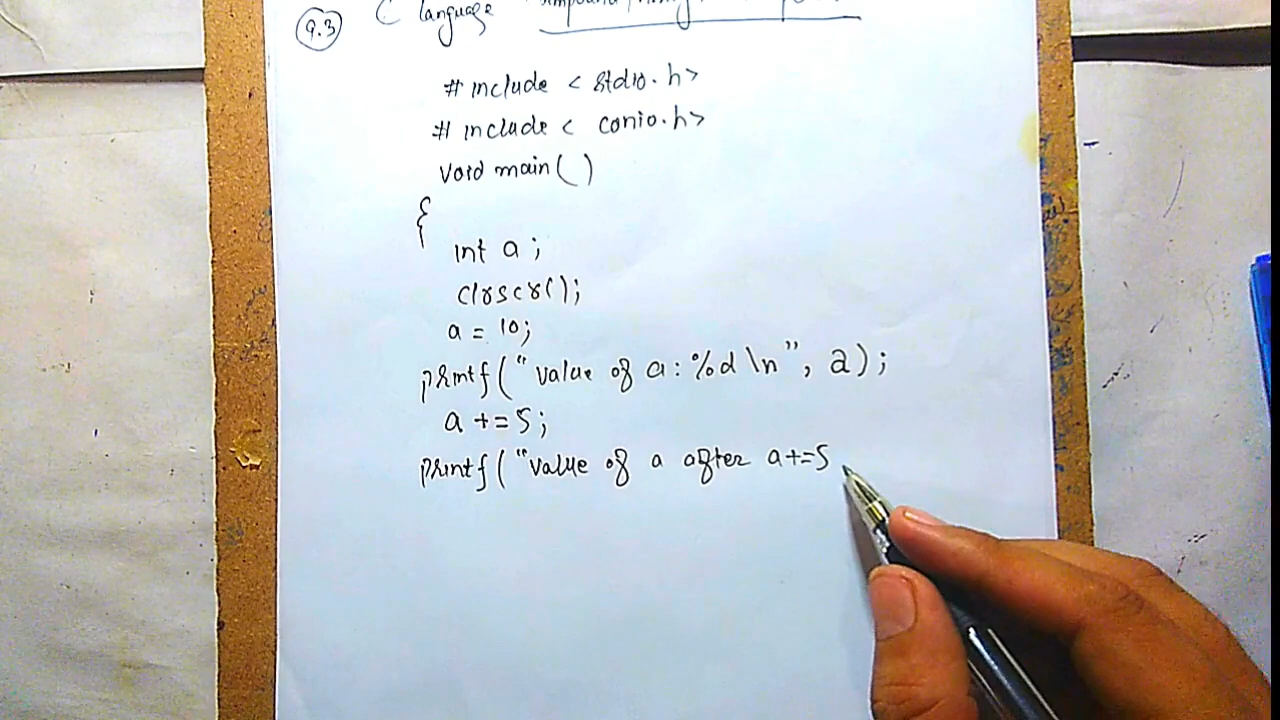 9.3 C language
# include < stdio.h>
# include < conio.h>
void main( )
{
int a ;
clrscr();
a = 10;
printf( "value of a : %d \n", a);
a += 5;
printf( "value of a after a+=5